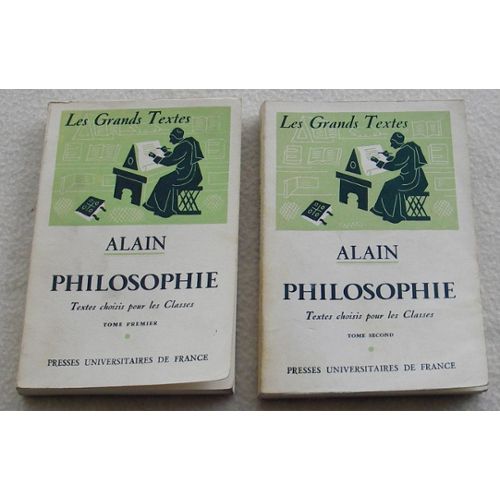 Les Grands Textes
ALAIN
PHILOSOPHIE
Textes choisis pour les Classes
TOME PREMIER
PRESSES UNIVERSITAIRES DE FRANCE
Les Grands Textes
ALAIN
PHILOSOPHIE
Textes choisis pour les Classes
TOME SECOND
PRESSES UNIVERSITAIRES DE FRANCE